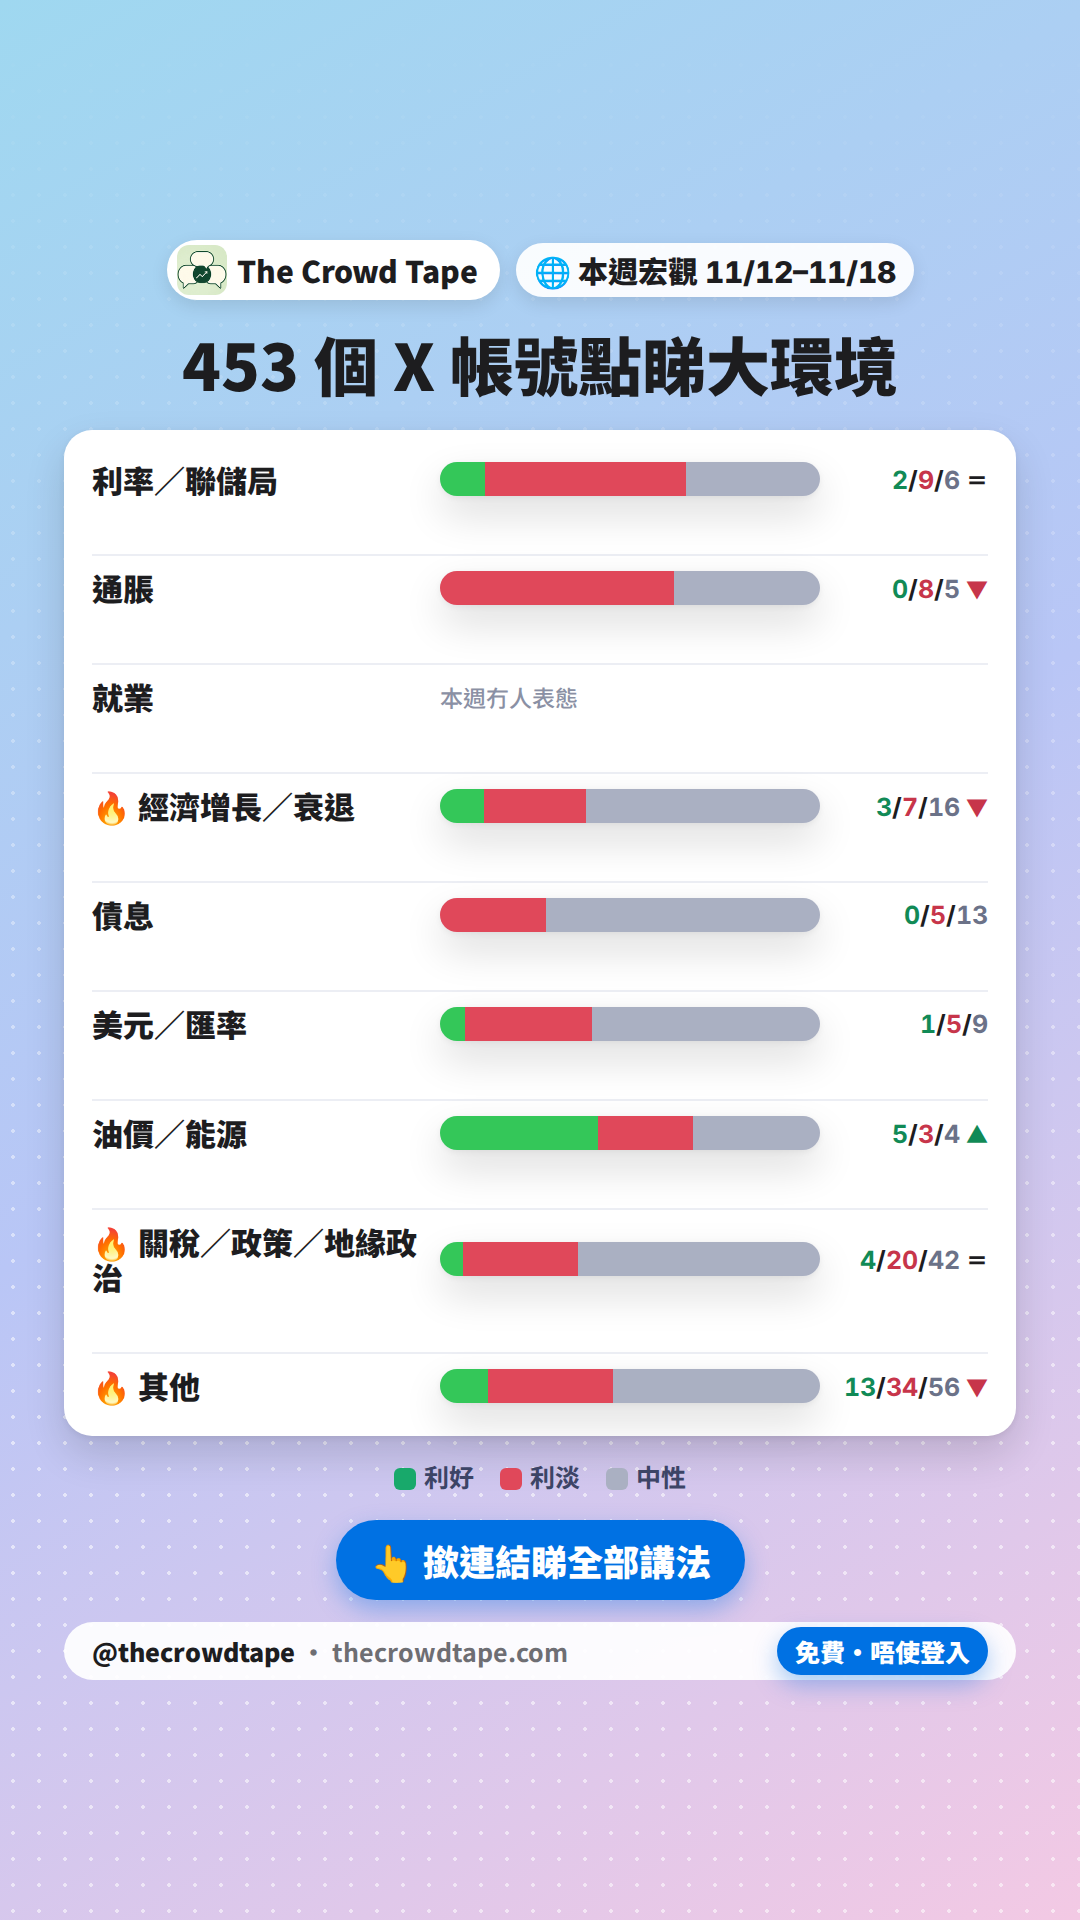 The Crowd Tape
🌐 本週宏觀 11/12–11/18
453 個 X 帳號點睇大環境
利率／聯儲局
2/9/6 =
通脹
0/8/5 ▼
就業
本週冇人表態
🔥 經濟增長／衰退
3/7/16 ▼
債息
0/5/13
美元／匯率
1/5/9
油價／能源
5/3/4 ▲
🔥 關稅／政策／地緣政
治
4/20/42 =
🔥 其他
13/34/56 ▼
利好 利淡 中性
👆 撳連結睇全部講法
@thecrowdtape · thecrowdtape.com
免費・唔使登入